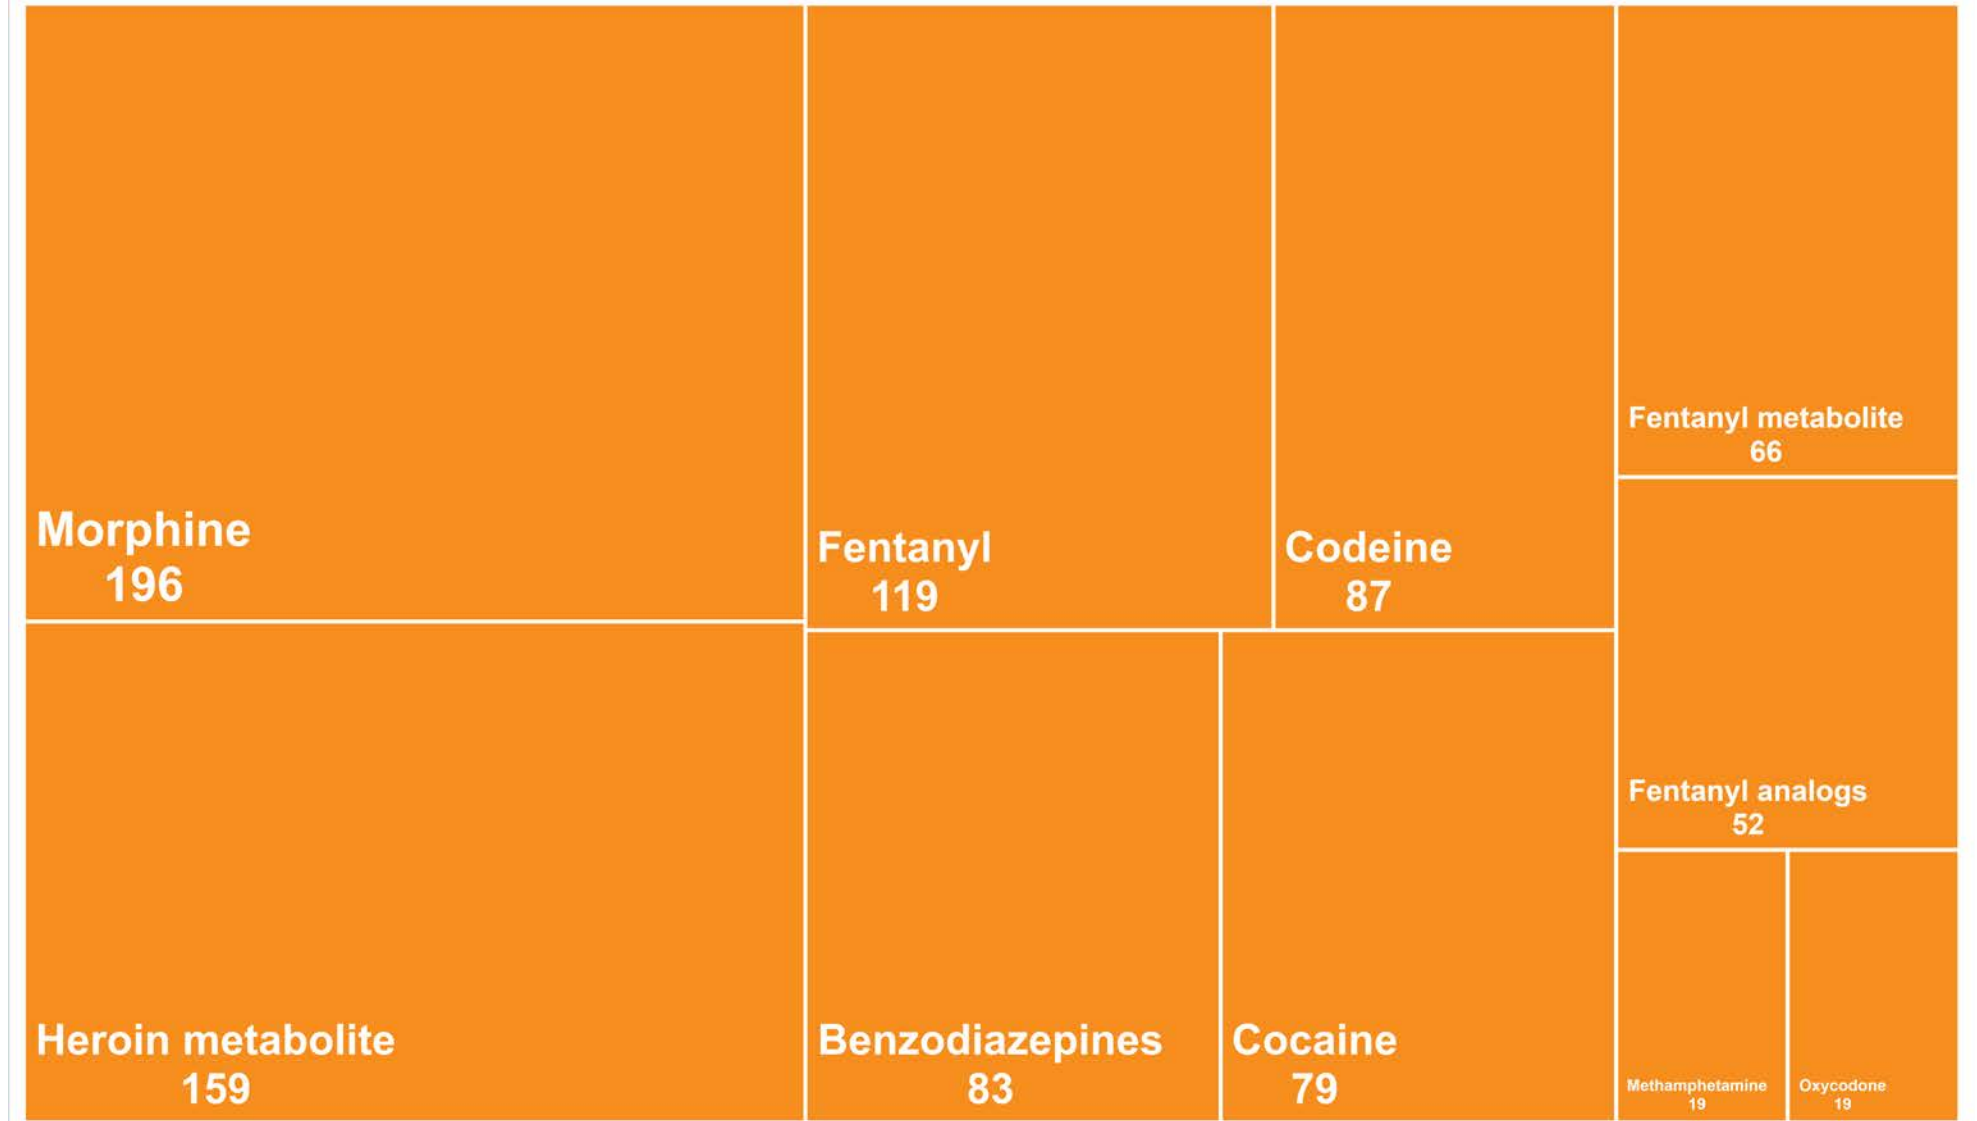 Morphine
196
Fentanyl
119
Codeine
87
Fentanyl metabolite
66
Fentanyl analogs
52
Heroin metabolite
159
Benzodiazepines
83
Cocaine
79
Methamphetamine
19
Oxycodone
19